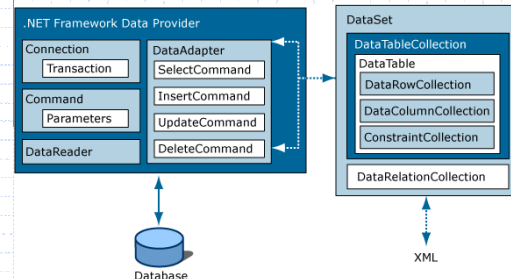 .NET Framework Data Provider
Connection
Transaction
Command
Parameters
DataReader
DataAdapter
SelectCommand
InsertCommand
UpdateCommand
DeleteCommand
Database
DataSet
DataTableCollection
DataTable
DataRowCollection
DataColumnCollection
ConstraintCollection
DataRelationCollection
XML